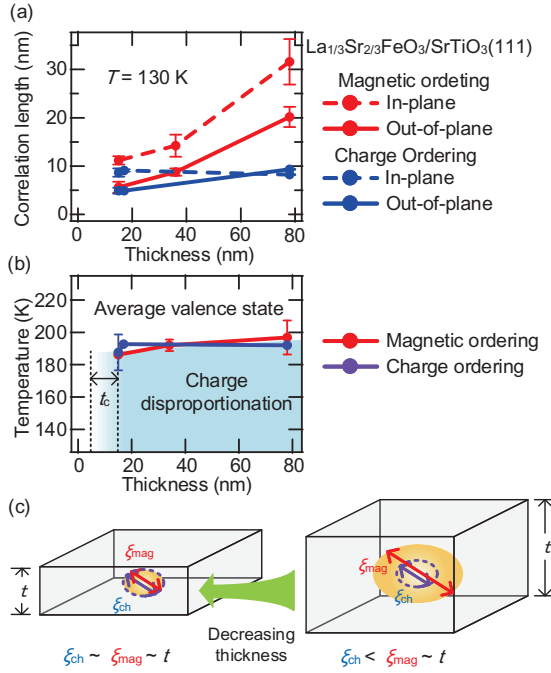 (a)
La1/3Sr2/3FeO3/SrTiO3(111)
Correlation length (nm)
30
20
10
0
T = 130 K
0 20 40 60 80
Thickness (nm)
Magnetic ordeting
In-plane
Out-of-plane
Charge Ordering
In-plane
Out-of-plane
(b)
Temperature (K)
220
200
180
160
140
Average valence state
Charge
disproportionation
tc
0 20 40 60 80
Thickness (nm)
Magnetic ordering
Charge ordering
(c)
t
ξmag
ξch
ξch ~ ξmag ~ t
Decreasing
thickness
ξmag
ξch
t
ξch < ξmag ~ t